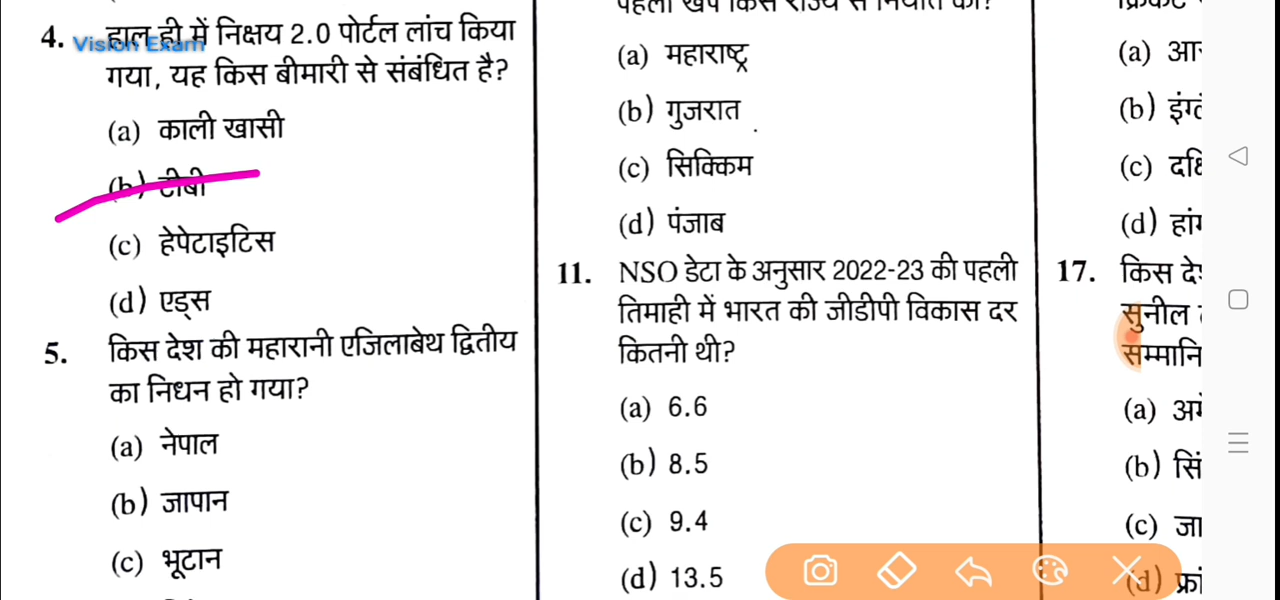 4. हाल ही में निक्षय 2.0 पोर्टल लांच किया
Vision Exam
गया, यह किस बीमारी से संबंधित है?
(a) काली खासी
(b) टीबी
(c) हेपेटाइटिस
(d) एड्स
5. किस देश की महारानी एजिलाबेथ द्वितीय
का निधन हो गया?
(a) नेपाल
(b) जापान
(c) भूटान
पहली खेप किस राज्य से निर्यात की?
(a) महाराष्ट्र
(b) गुजरात
(c) सिक्किम
(d) पंजाब
11. NSO डेटा के अनुसार 2022-23 की पहली
तिमाही में भारत की जीडीपी विकास दर
कितनी थी?
(a) 6.6
(b) 8.5
(c) 9.4
(d) 13.5
(a)
(b)
(c)
(d)
17. किस
सुनील
(a)
(b)
(c)
(d)